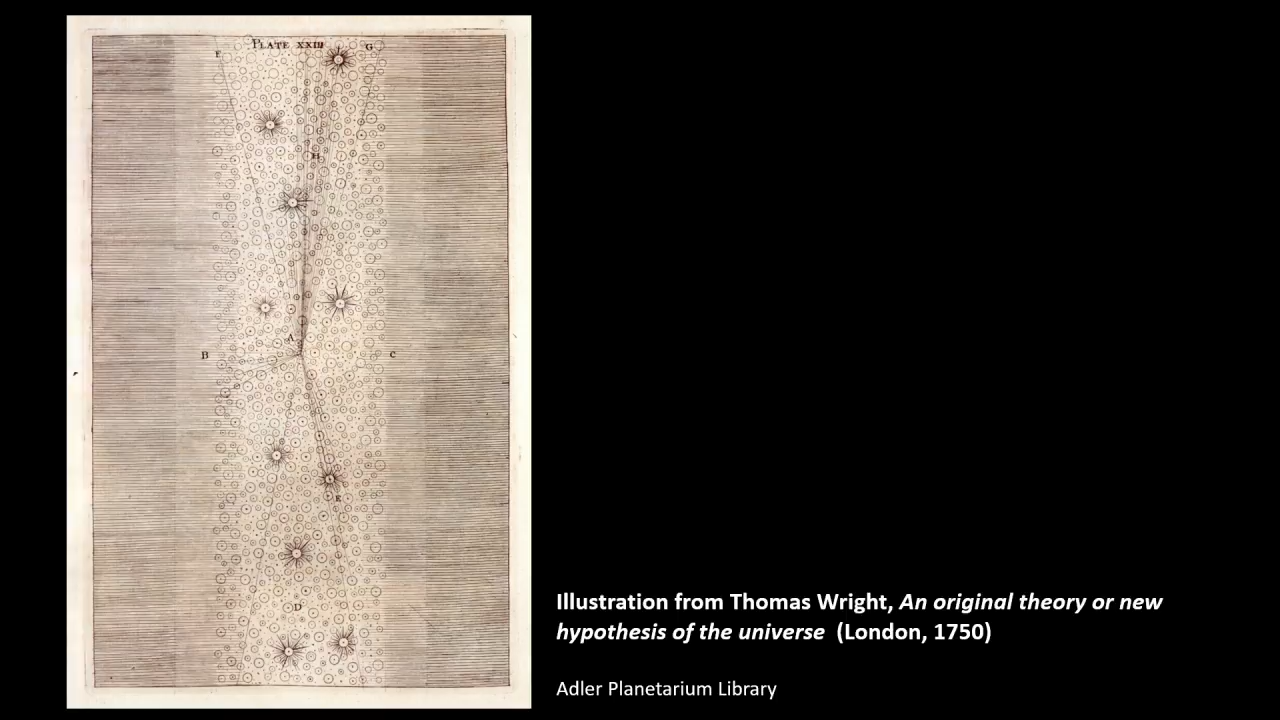 PLATE XXIII
F
G
H
A
B
C
E
D
Illustration from Thomas Wright, An original theory or new
hypothesis of the universe (London, 1750)
Adler Planetarium Library